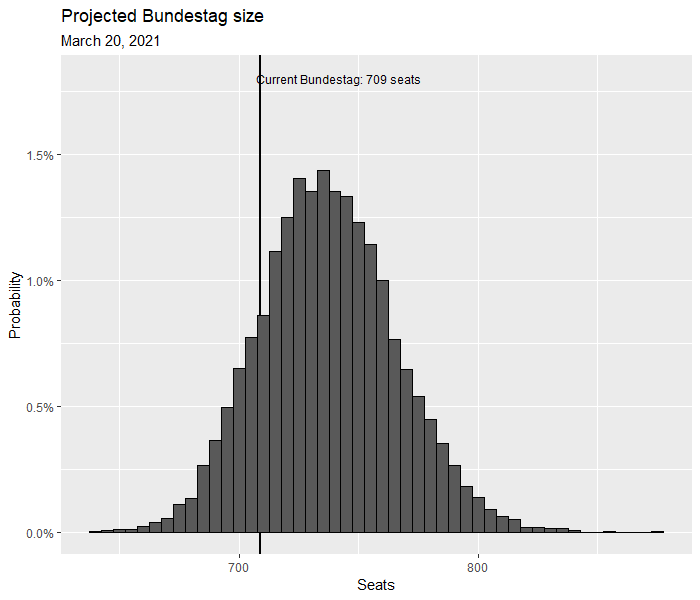 Projected Bundestag size
March 20, 2021
Current Bundestag: 709 seats
1.5%
1.0%
0.5%
0.0%
Probability
700 800
Seats